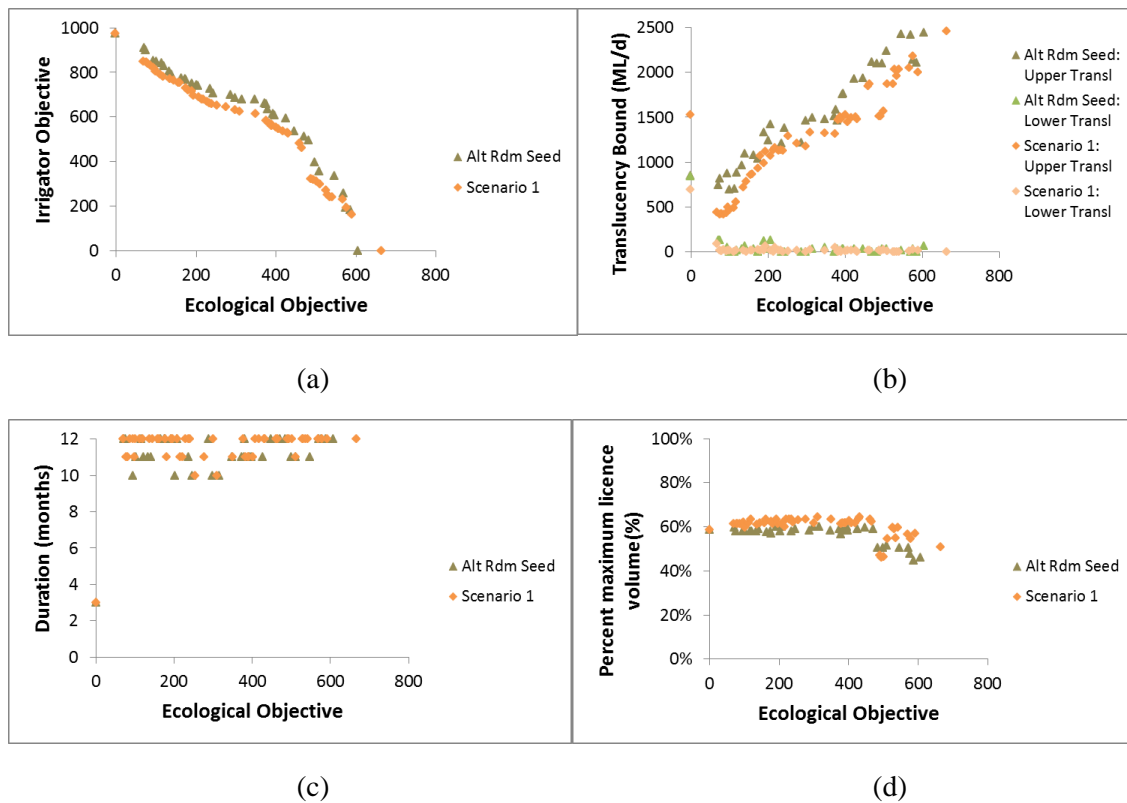 1000
800
600
400
200
0
Irrigator Objective
0 200 400 600 800
Ecological Objective
Alt Rdm Seed
Scenario 1
(a)
2500
2000
1500
1000
500
0
Translucency Bound (ML/d)
0 200 400 600 800
Ecological Objective
Alt Rdm Seed:
Upper Transl
Alt Rdm Seed:
Lower Transl
Scenario 1:
Upper Transl
Scenario 1:
Lower Transl
(b)
12
10
8
6
4
2
0
Duration (months)
0 200 400 600 800
Ecological Objective
Alt Rdm Seed
Scenario 1
(c)
100%
80%
60%
40%
20%
0%
Percent maximum licence
volume(%)
0 200 400 600 800
Ecological Objective
Alt Rdm Seed
Scenario 1
(d)